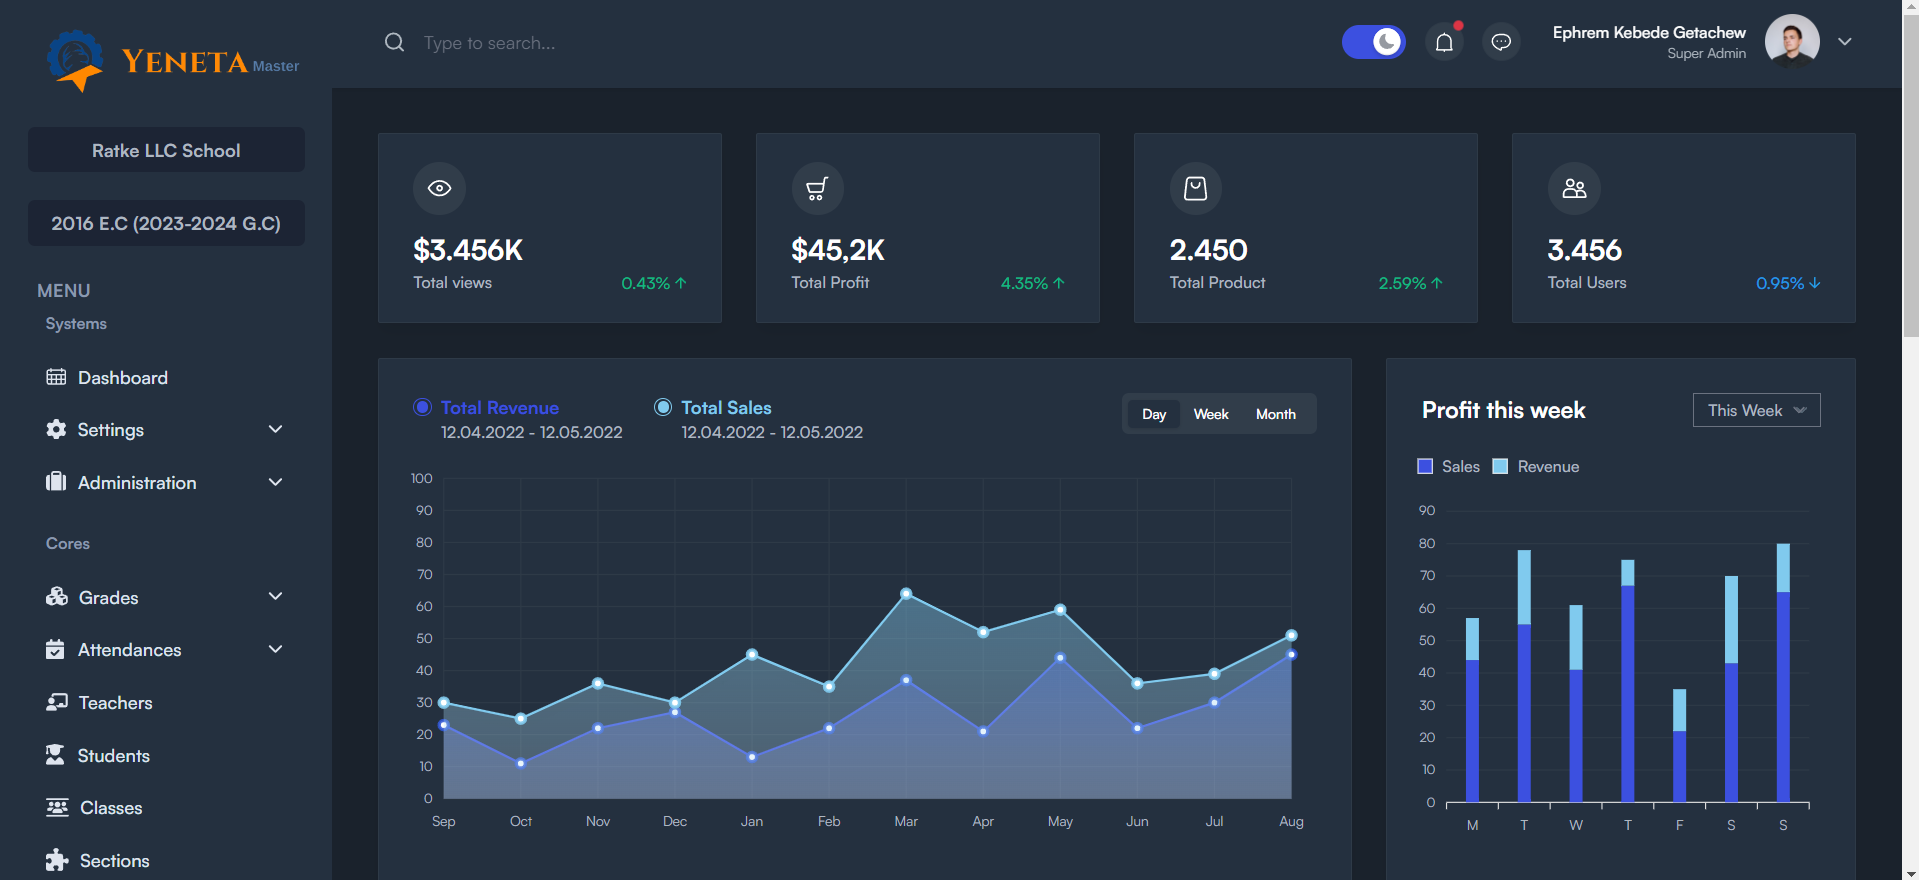 YENETA Master
Type to search...
Ephrem Kebede Getachew
Super Admin
Ratke LLC School
2016 E.C (2023-2024 G.C)
MENU
Systems
Dashboard
Settings
Administration
Cores
Grades
Attendances
Teachers
Students
Classes
Sections
$3.456K
Total views
0.43%
$45,2K
Total Profit
4.35%
2.450
Total Product
2.59%
3.456
Total Users
0.95%
Total Revenue
12.04.2022 - 12.05.2022
Total Sales
12.04.2022 - 12.05.2022
Day Week Month
100
90
80
70
60
50
40
30
20
10
0
Sep Oct Nov Dec Jan Feb Mar Apr May Jun Jul Aug
Profit this week
This Week
Sales Revenue
90
80
70
60
50
40
30
20
10
0
M T W T F S S